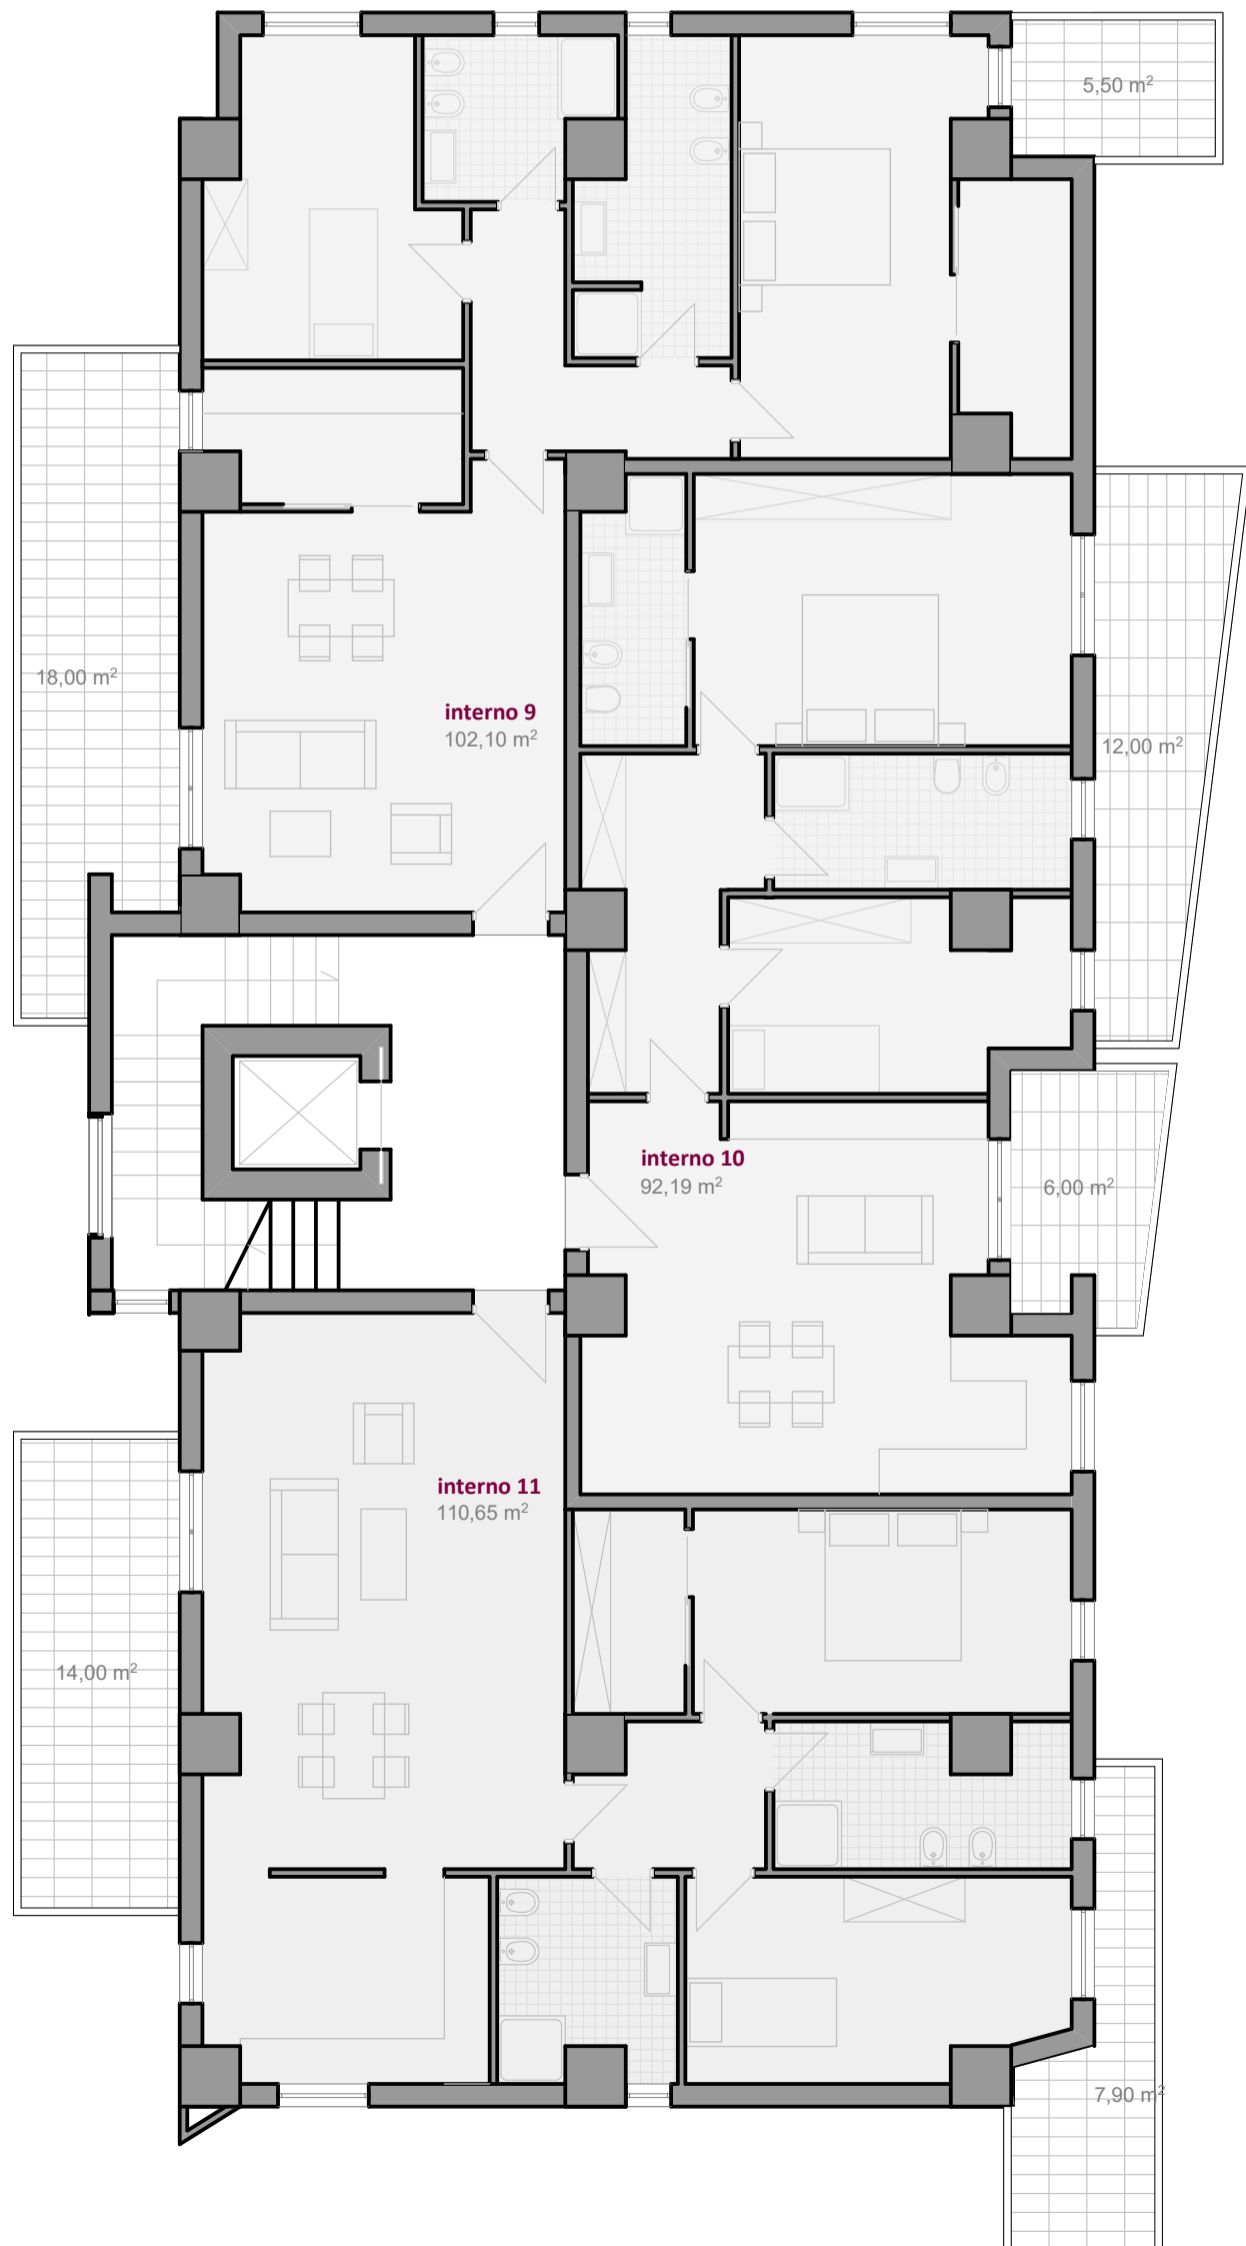 5,50 m²
18,00 m²
interno 9
102,10 m²
12,00 m²
interno 10
92,19 m²
6,00 m²
interno 11
110,65 m²
14,00 m²
7,90 m²